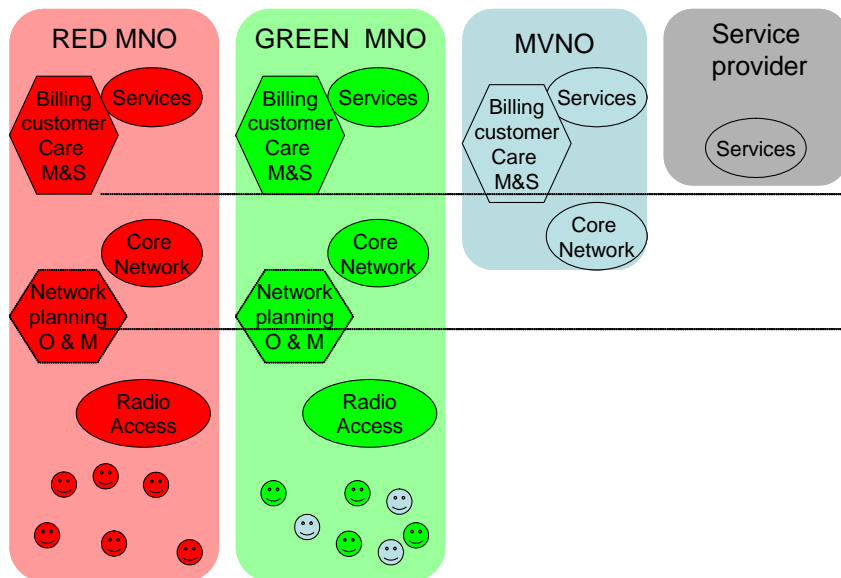 RED MNO
GREEN MNO
MVNO
Service
provider
Billing
customer
Care
M&S
Services
Billing
customer
Care
M&S
Services
Billing
customer
Care
M&S
Services
Services
Core
Network
Core
Network
Core
Network
Network
planning
O & M
Network
planning
O & M
Radio
Access
Radio
Access